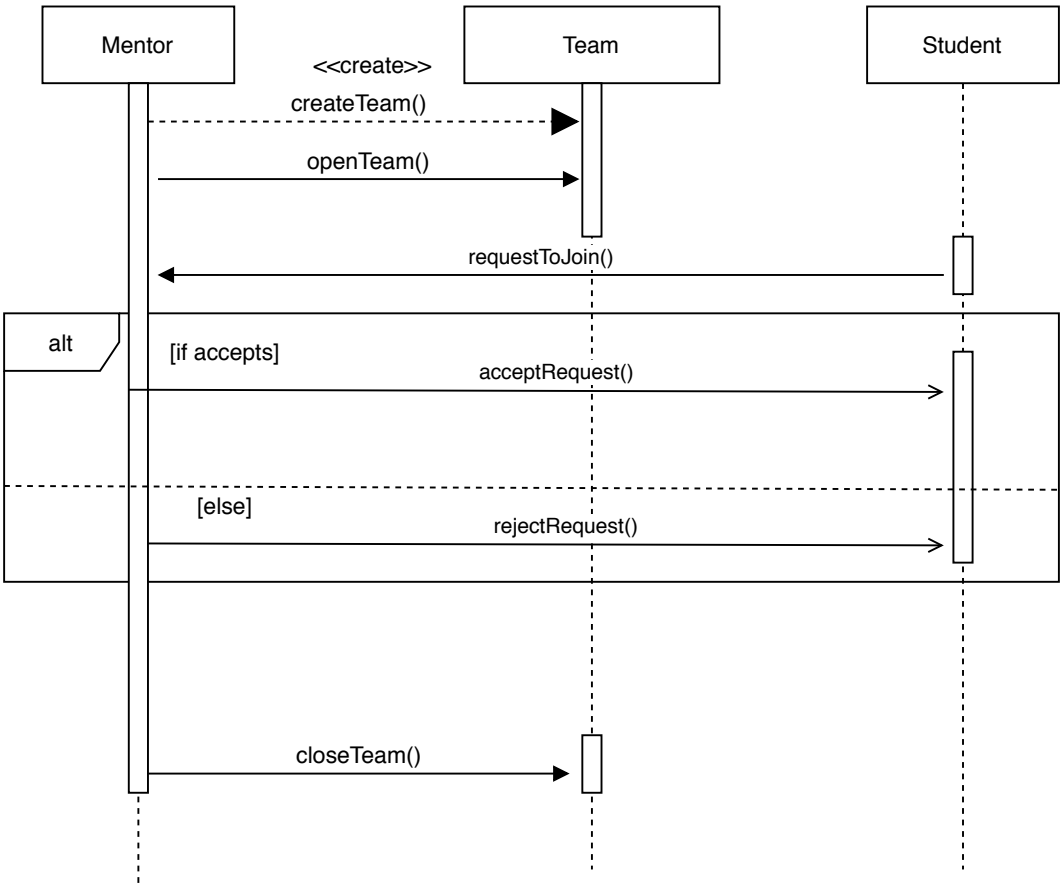 Mentor
Team
Student
<<create>>
createTeam()
openTeam()
requestToJoin()
alt
[if accepts]
acceptRequest()
[else]
rejectRequest()
closeTeam()